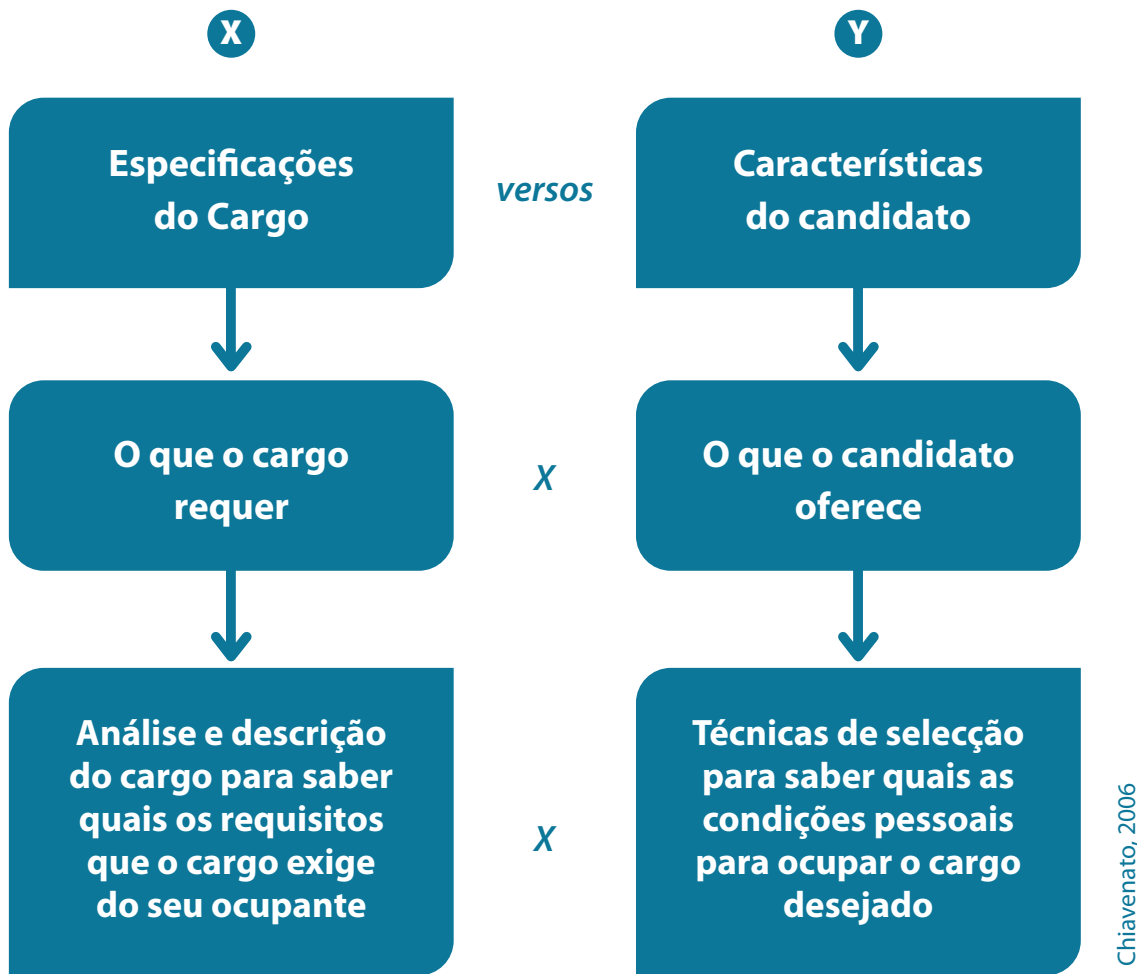 X
Y
Especificações
do Cargo
versos
Características
do candidato
O que o cargo
requer
X
O que o candidato
oferece
Análise e descrição
do cargo para saber
quais os requisitos
que o cargo exige
do seu ocupante
X
Técnicas de selecção
para saber quais as
condições pessoais
para ocupar o cargo
desejado
Chiavenato, 2006